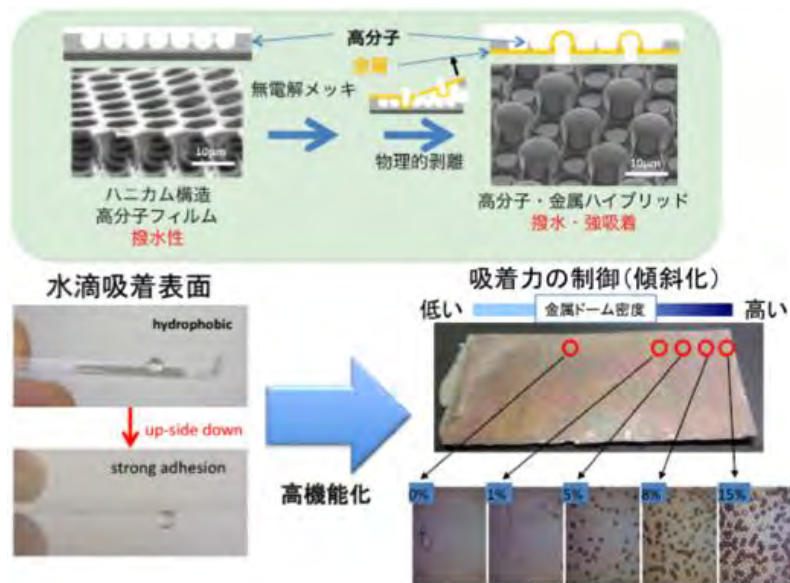 高分子
金属
無電解メッキ
物理的剥離
10μm
10μm
ハニカム構造
高分子フィルム
撥水性
高分子・金属ハイブリッド
撥水・強吸着
水滴吸着表面
hydrophobic
up-side down
strong adhesion
高機能化
吸着力の制御(傾斜化)
低い 金属ドーム密度 高い
0% 1% 5% 8% 15%